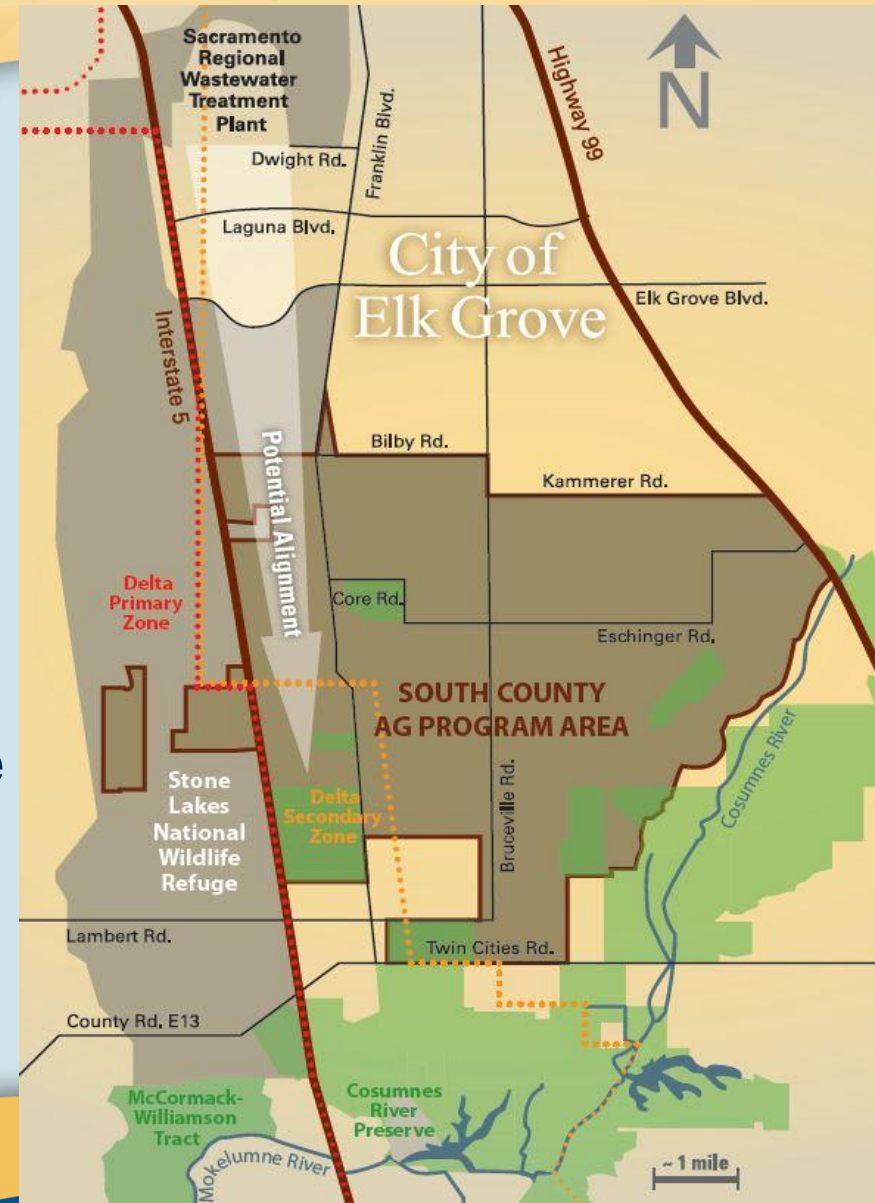 Sacramento
Regional
Wastewater
Treatment
Plant
N
Highway 99
Franklin Blvd.
Dwight Rd.
Laguna Blvd.
City of
Elk Grove
Elk Grove Blvd.
Interstate 5
Potential Alignment
Bilby Rd.
Kammerer Rd.
Delta
Primary
Zone
Core Rd.
Eschinger Rd.
SOUTH COUNTY
AG PROGRAM AREA
Stone
Lakes
National
Wildlife
Refuge
Delta
Secondary
Zone
Bruceville Rd.
Cosumnes River
Lambert Rd.
Twin Cities Rd.
County Rd, E13
McCormack-
Williamson
Tract
Cosumnes
River
Preserve
Mokelumne River
~ 1 mile